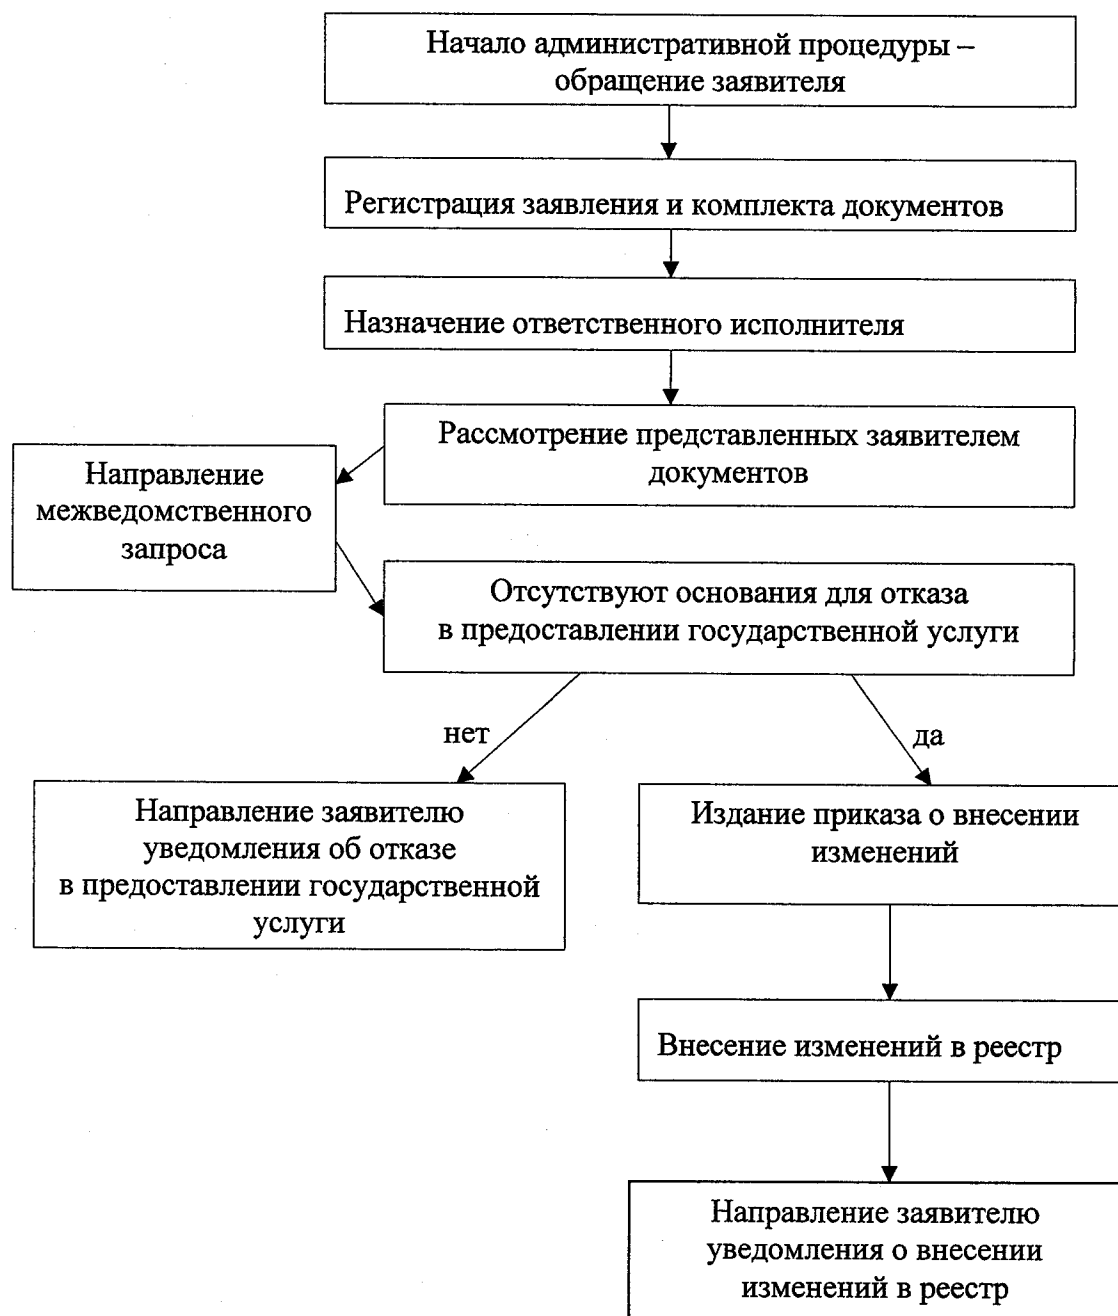 Начало административной процедуры –
обращение заявителя
Регистрация заявления и комплекта документов
Назначение ответственного исполнителя
Рассмотрение представленных заявителем
документов
Направление
межведомственного
запроса
Отсутствуют основания для отказа
в предоставлении государственной услуги
нет
да
Направление заявителю
уведомления об отказе
в предоставлении государственной
услуги
Издание приказа о внесении
изменений
Внесение изменений в реестр
Направление заявителю
уведомления о внесении
изменений в реестр